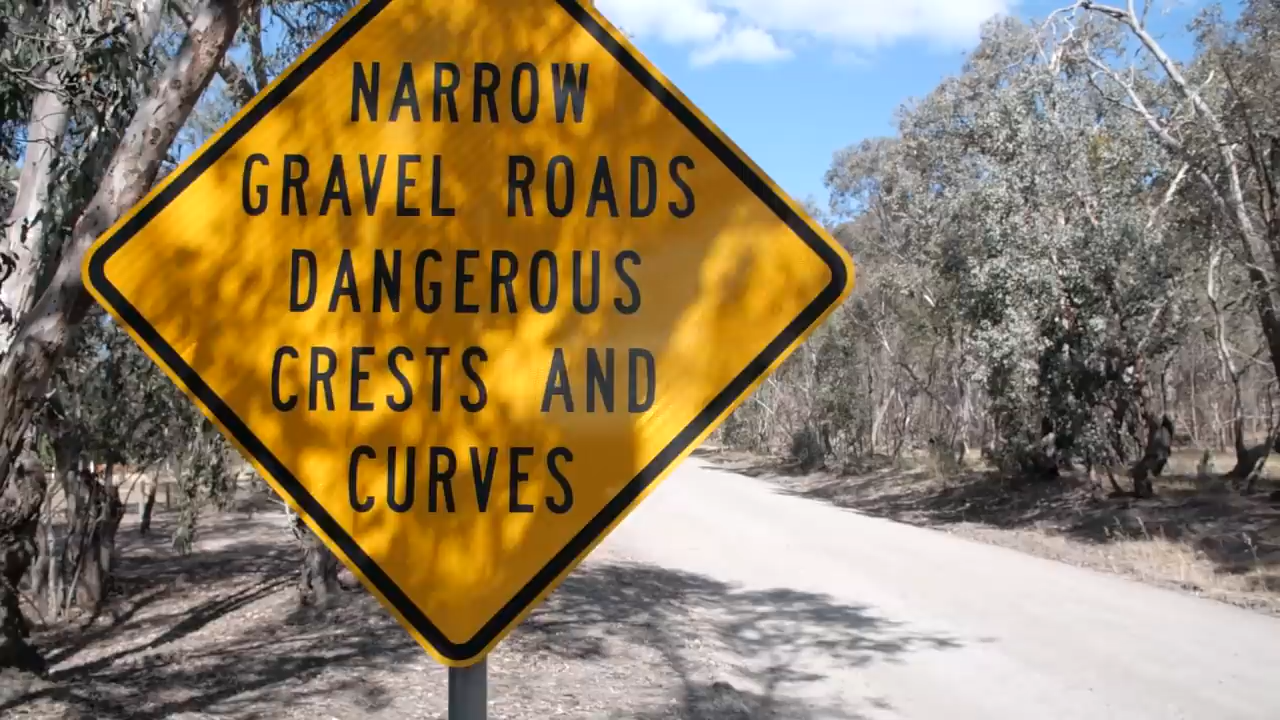 NARROW
GRAVEL ROADS
DANGEROUS
CRESTS AND
CURVES